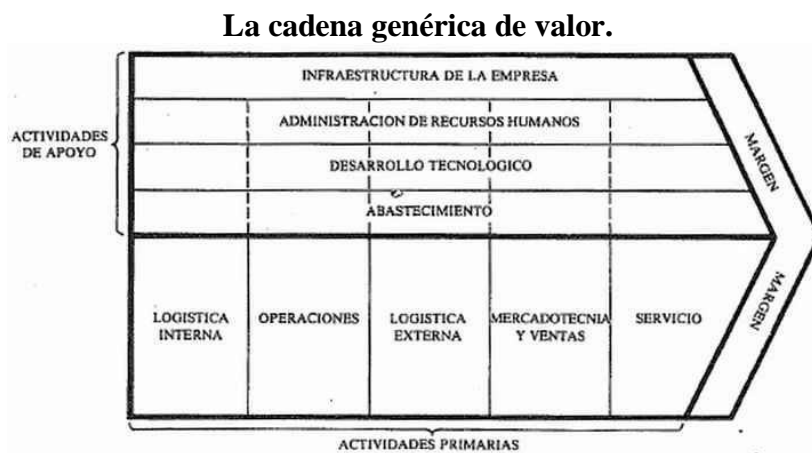 La cadena genérica de valor.
INFRAESTRUCTURA DE LA EMPRESA
ACTIVIDADES
DE APOYO
ADMINISTRACION DE RECURSOS HUMANOS
DESARROLLO TECNOLOGICO
ABASTECIMIENTO
MARGEN
MARGEN
LOGISTICA
INTERNA
OPERACIONES
LOGISTICA
EXTERNA
MERCADOTECNIA
Y VENTAS
SERVICIO
ACTIVIDADES PRIMARIAS